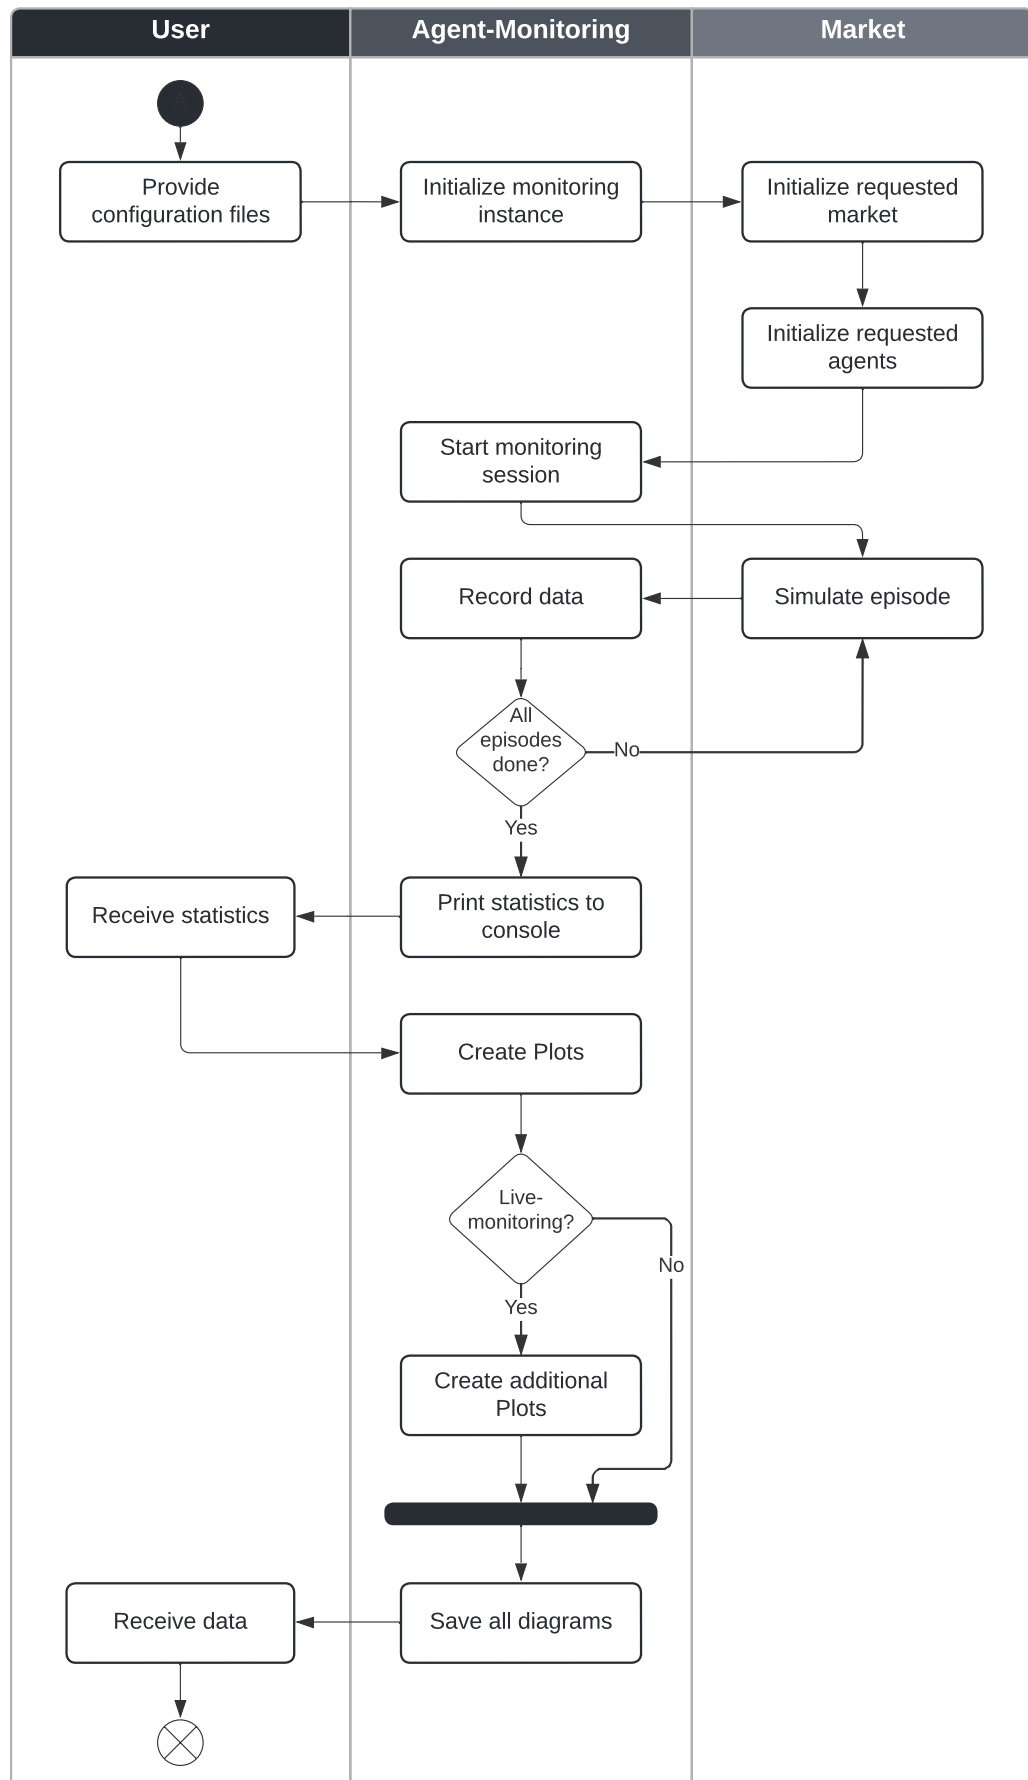 User
Agent-Monitoring
Market
A
Provide
configuration files
Initialize monitoring
instance
Initialize requested
market
Initialize requested
agents
Start monitoring
session
Record data
Simulate episode
All
episodes
done?
No
Yes
Receive statistics
Print statistics to
console
Create Plots
Live-
monitoring?
No
Yes
Create additional
Plots
Receive data
Save all diagrams